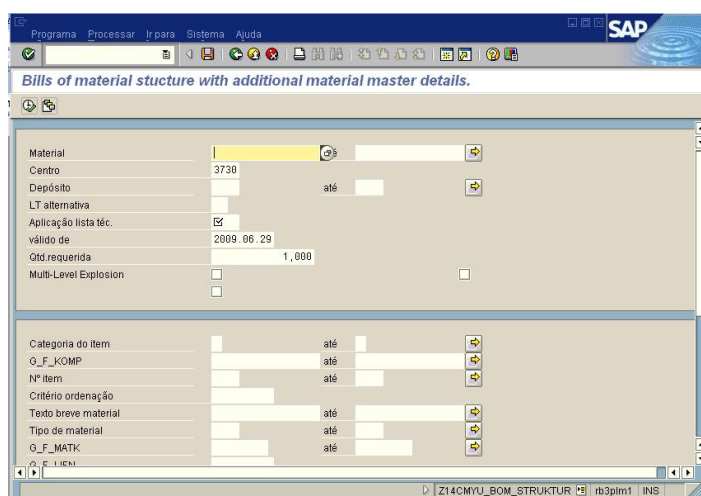 Programa Processar Ir para Sistema Ajuda
SAP
Bills of material stucture with additional material master details.
Material
Centro 3730
Depósito até
LT alternativa
Aplicação lista téc.
válido de 2009.06.29
Qtd.requerida 1,000
Multi-Level Explosion
Categoria do item até
G_F_KOMP até
Nº item até
Critério ordenação
Texto breve material até
Tipo de material até
G_F_MATK até
Z14CMYU_BOM_STRUKTUR rb3plm1 INS